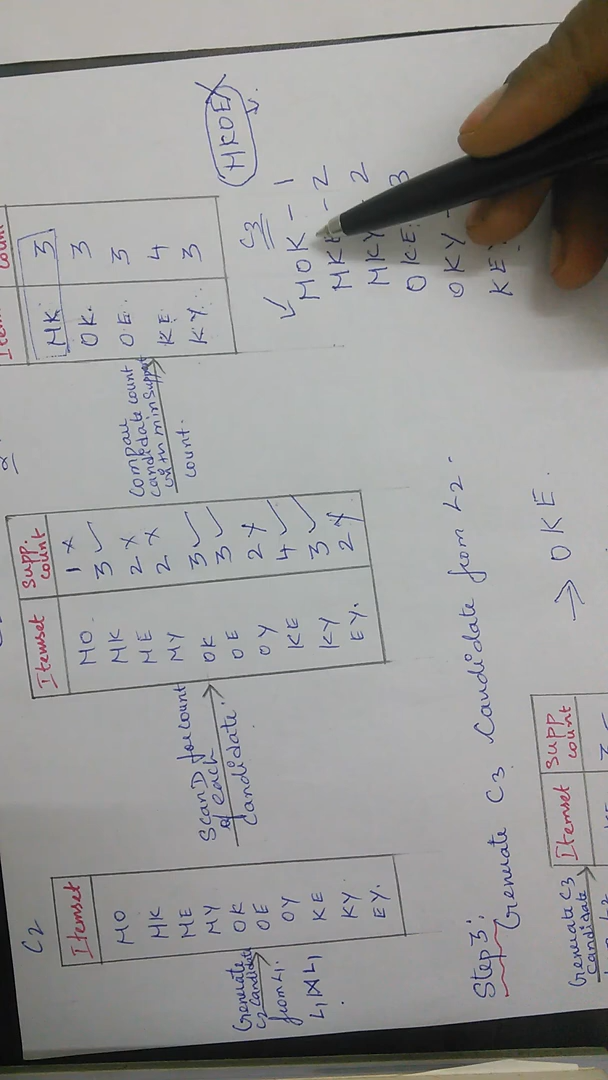 C2
Itemset
MO
MK
ME
MY
OK
OE
OY
KE
KY.
EY.
Generate
C2 candidate
from L1.
L1 ⋈ L1
Scan D for count
of each
candidate.
Itemset Supp. count
MO. 1 ×
MK 3 ✓
ME 2 ×
MY 2 ×
OK 3 ✓
OE 3 ✓
OY 2 ×
KE 4 ✓
KY 3 ✓
EY. 2 ×
Compare
candidate count
with min support
count.
count
MK. 3
OK. 3
OE. 3
KE. 4
KY. 3
MKOEY
C3
MOK - 1
MKE - 2
MKY 2
OKE 3
OKY -
KEY
Step 3:
Generate C3 Candidate from L2.
→ OKE.
Generate C3
candidate
Itemset Supp count